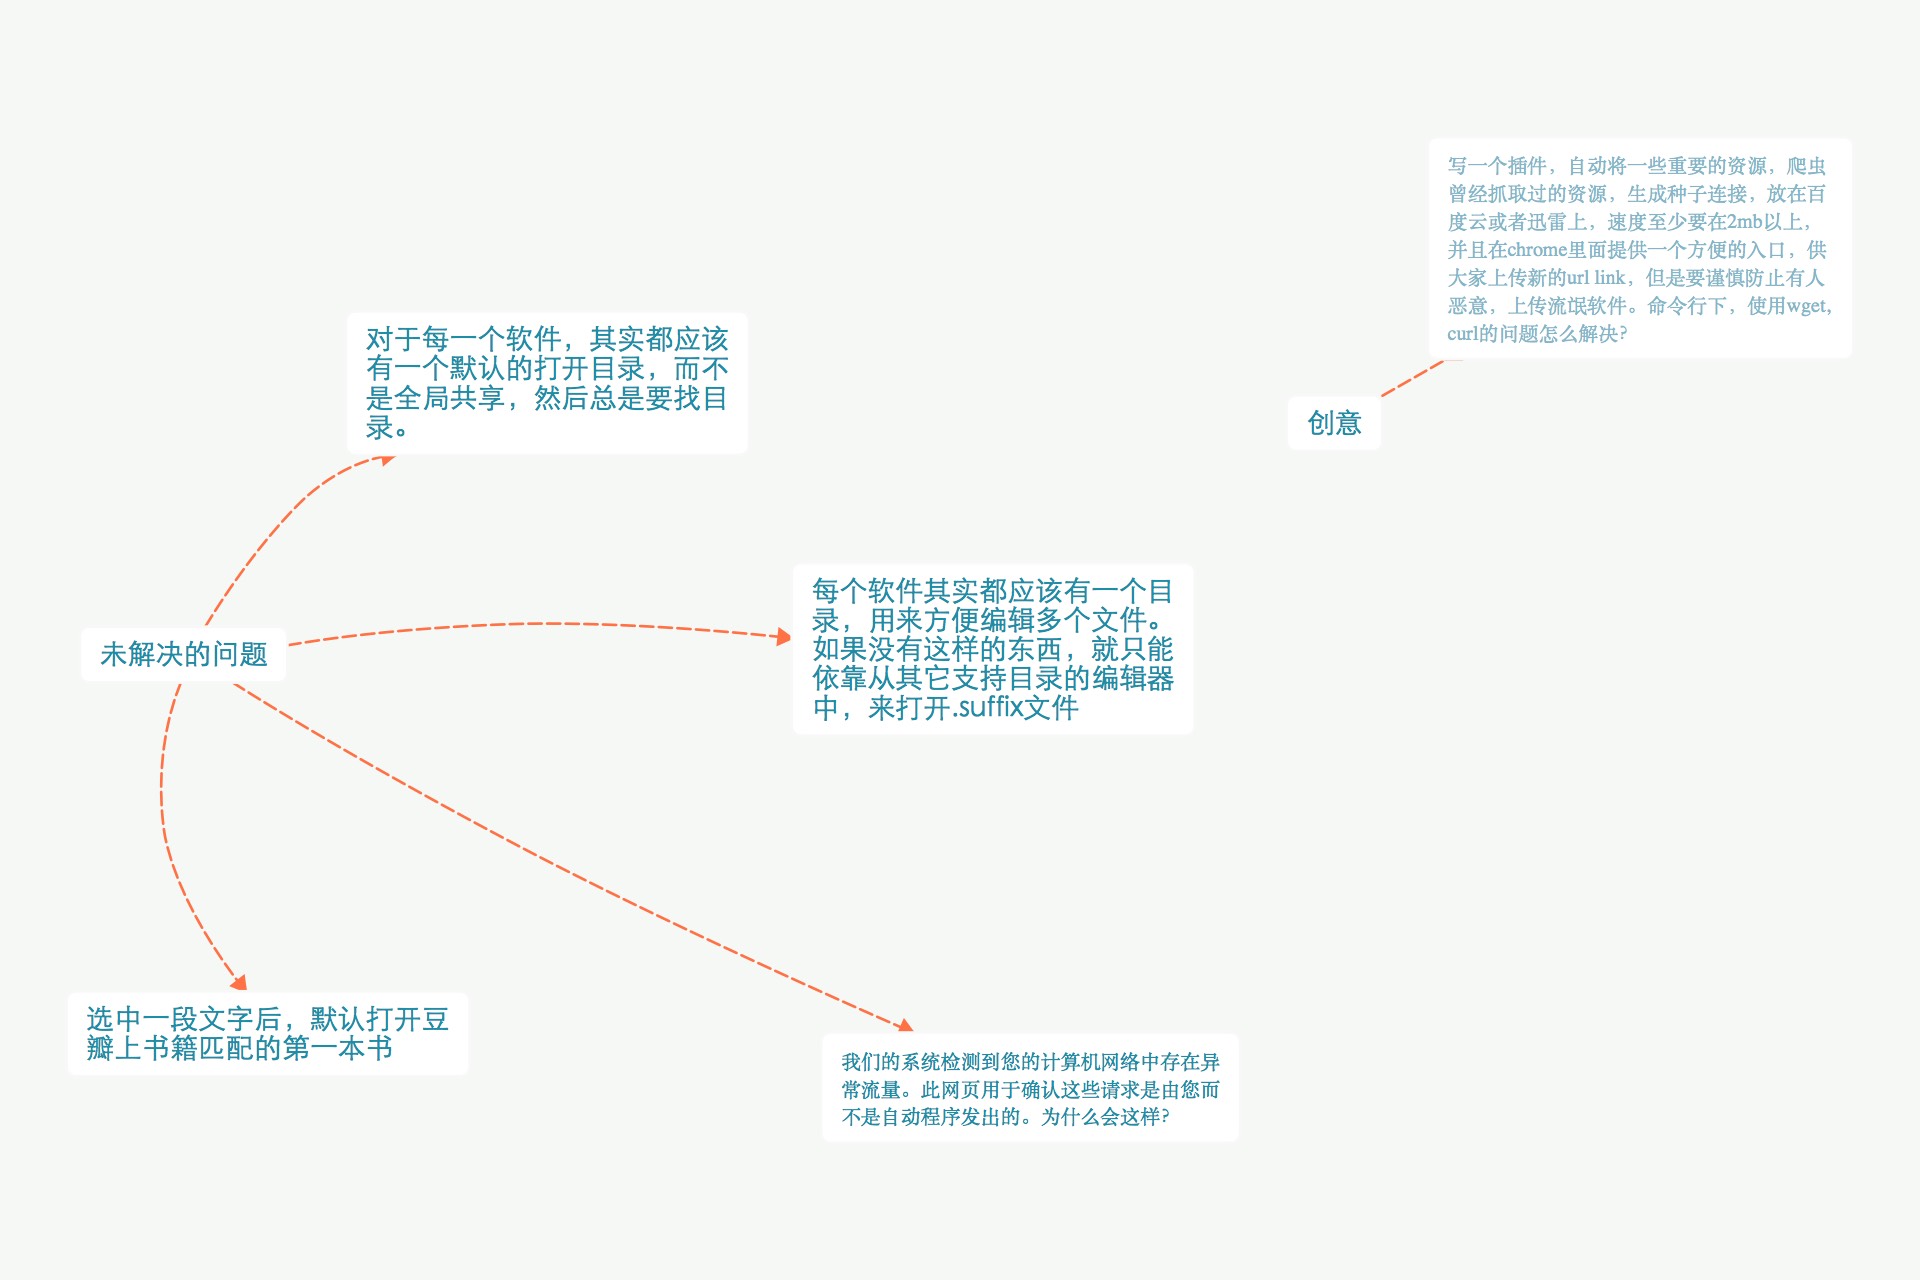 写一个插件，自动将一些重要的资源，爬虫
曾经抓取过的资源，生成种子连接，放在百
度云或者迅雷上，速度至少要在2mb以上，
并且在chrome里面提供一个方便的入口，供
大家上传新的url link，但是要谨慎防止有人
恶意，上传流氓软件。命令行下，使用wget,
curl的问题怎么解决?
创意
对于每一个软件，其实都应该
有一个默认的打开目录，而不
是全局共享，然后总是要找目
录。
每个软件其实都应该有一个目
录，用来方便编辑多个文件。
如果没有这样的东西，就只能
依靠从其它支持目录的编辑器
中，来打开.suffix文件
未解决的问题
选中一段文字后，默认打开豆
瓣上书籍匹配的第一本书
我们的系统检测到您的计算机网络中存在异
常流量。此网页用于确认这些请求是由您而
不是自动程序发出的。为什么会这样?